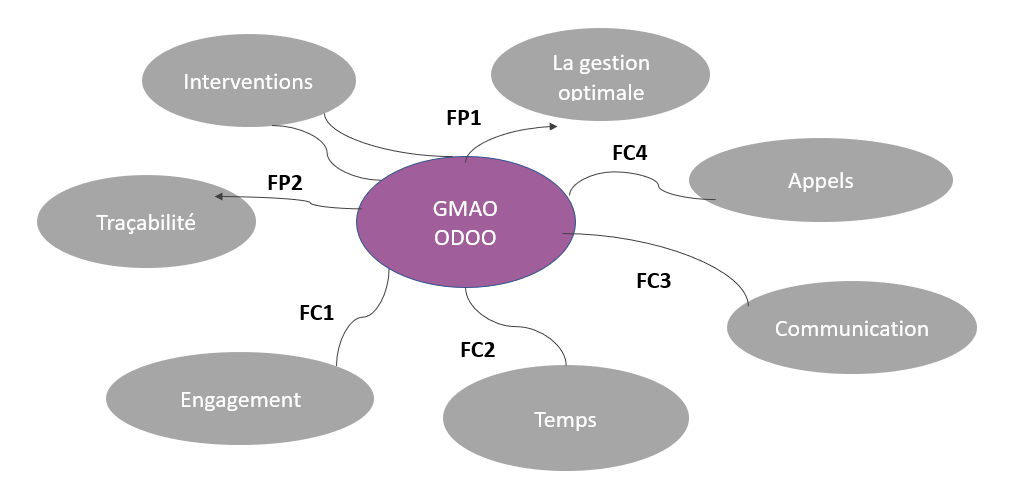 Interventions
La gestion
optimale
FP1
FC4
Appels
FP2
Traçabilité
GMAO
ODOO
FC3
FC1
Communication
FC2
Engagement
Temps